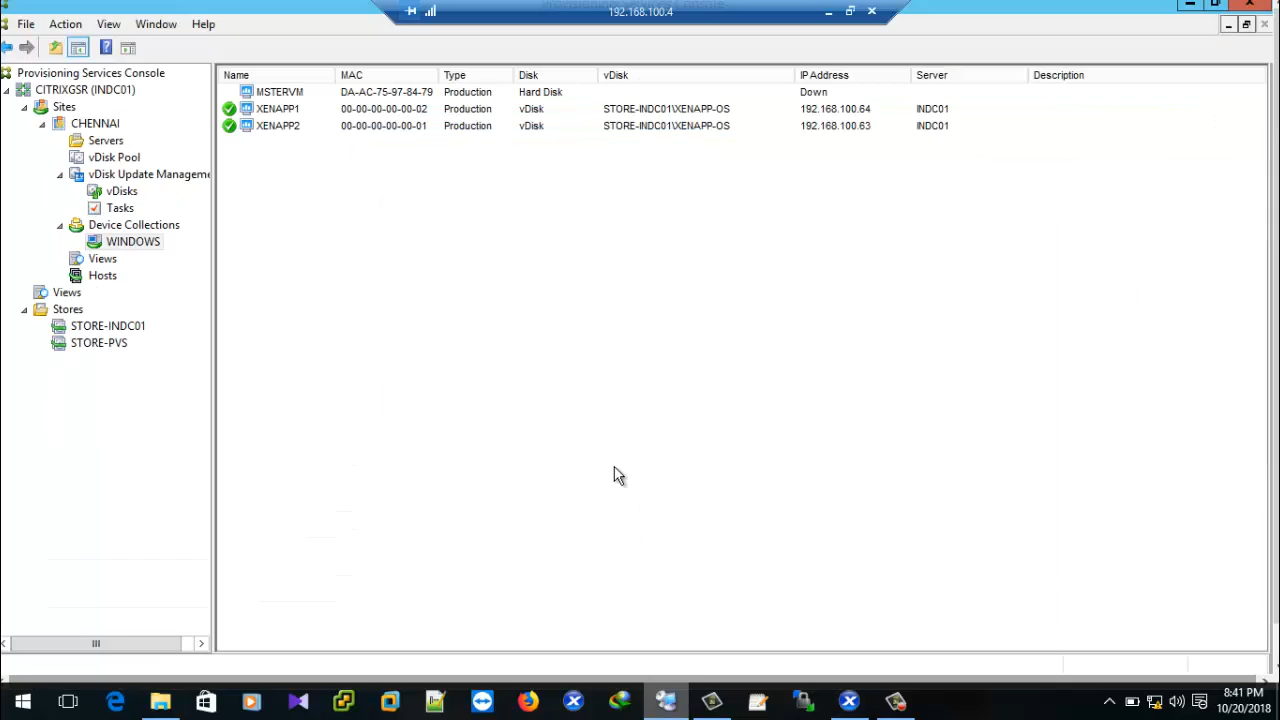 192.168.100.4
File Action View Window Help
Provisioning Services Console
CITRIXGSR (INDC01)
Sites
CHENNAI
Servers
vDisk Pool
vDisk Update Manageme
vDisks
Tasks
Device Collections
WINDOWS
Views
Hosts
Views
Stores
STORE-INDC01
STORE-PVS
Name MAC Type Disk vDisk IP Address Server Description
MSTERVM DA-AC-75-97-84-79 Production Hard Disk Down
XENAPP1 00-00-00-00-00-02 Production vDisk STORE-INDC01\XENAPP-OS 192.168.100.64 INDC01
XENAPP2 00-00-00-00-00-01 Production vDisk STORE-INDC01\XENAPP-OS 192.168.100.63 INDC01
8:41 PM
10/20/2018